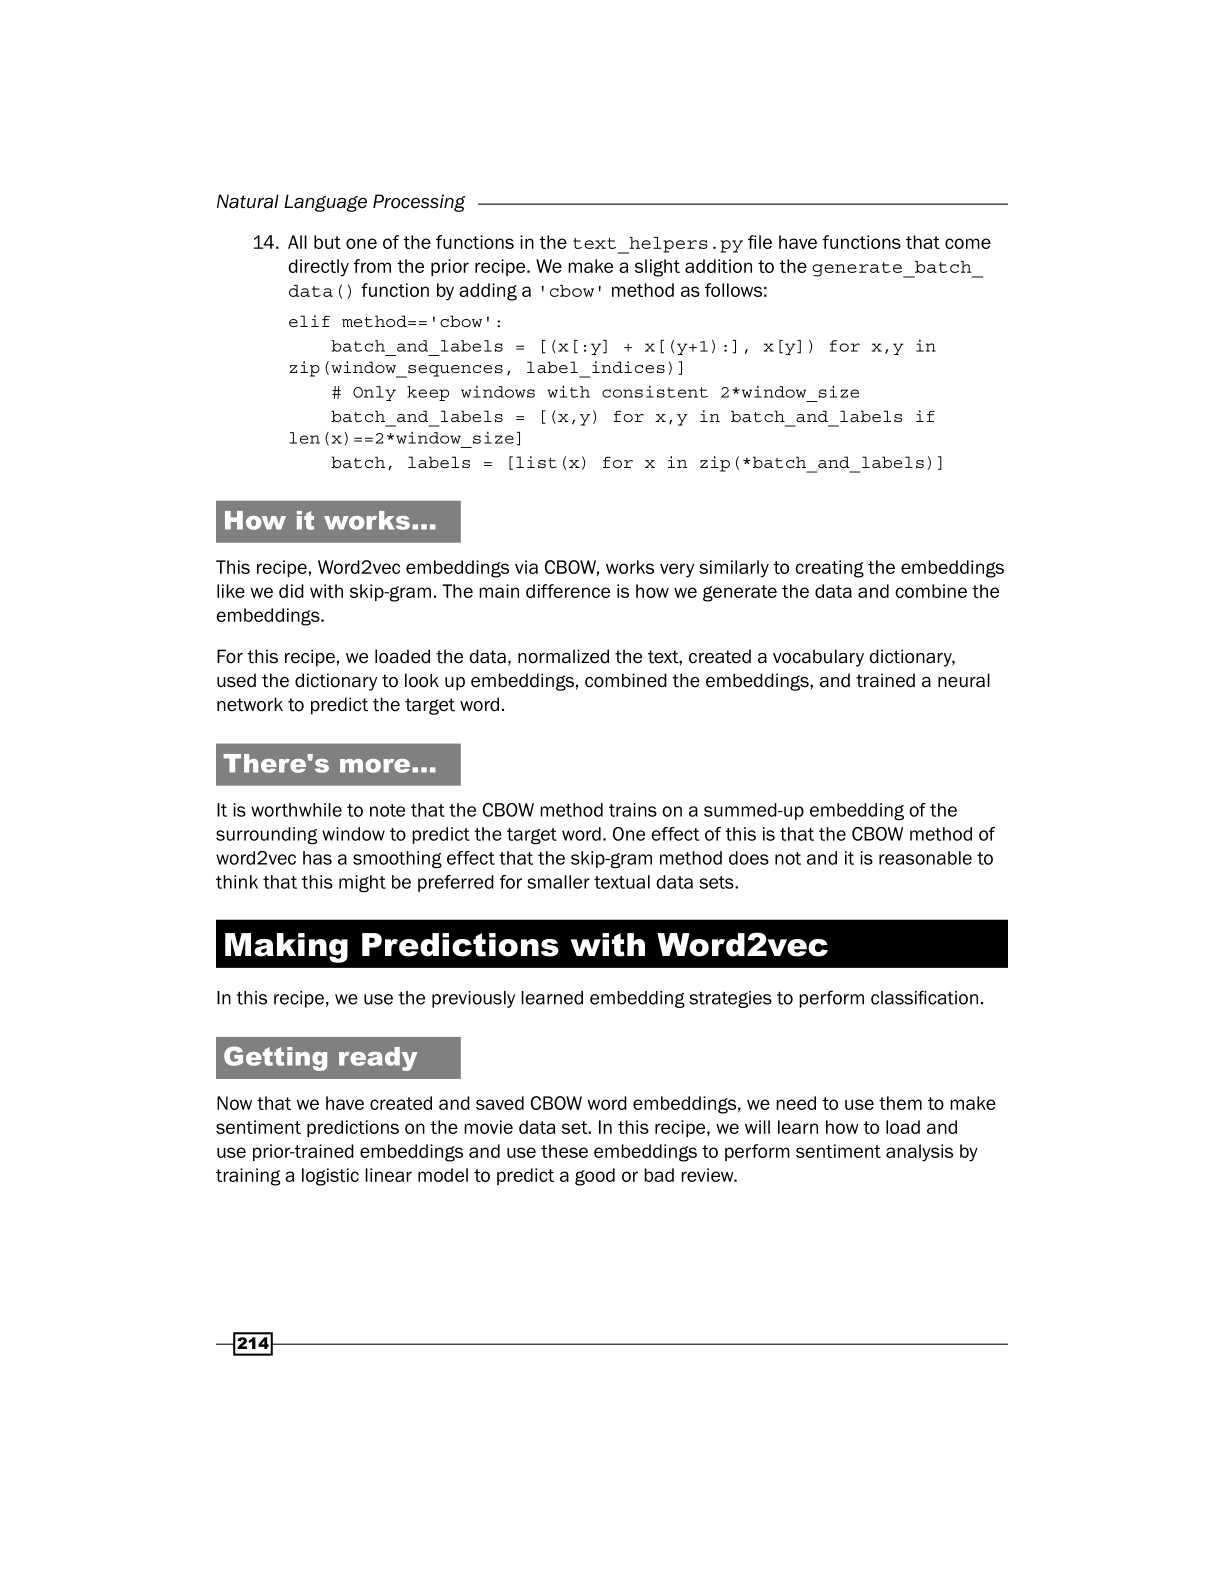 Natural Language Processing
14. All but one of the functions in the text_helpers.py file have functions that come
directly from the prior recipe. We make a slight addition to the generate_batch_
data() function by adding a 'cbow' method as follows:
elif method=='cbow':
    batch_and_labels = [(x[:y] + x[(y+1):], x[y]) for x,y in
zip(window_sequences, label_indices)]
    # Only keep windows with consistent 2*window_size
    batch_and_labels = [(x,y) for x,y in batch_and_labels if
len(x)==2*window_size]
    batch, labels = [list(x) for x in zip(*batch_and_labels)]
How it works...
This recipe, Word2vec embeddings via CBOW, works very similarly to creating the embeddings
like we did with skip-gram. The main difference is how we generate the data and combine the
embeddings.
For this recipe, we loaded the data, normalized the text, created a vocabulary dictionary,
used the dictionary to look up embeddings, combined the embeddings, and trained a neural
network to predict the target word.
There's more...
It is worthwhile to note that the CBOW method trains on a summed-up embedding of the
surrounding window to predict the target word. One effect of this is that the CBOW method of
word2vec has a smoothing effect that the skip-gram method does not and it is reasonable to
think that this might be preferred for smaller textual data sets.
Making Predictions with Word2vec
In this recipe, we use the previously learned embedding strategies to perform classification.
Getting ready
Now that we have created and saved CBOW word embeddings, we need to use them to make
sentiment predictions on the movie data set. In this recipe, we will learn how to load and
use prior-trained embeddings and use these embeddings to perform sentiment analysis by
training a logistic linear model to predict a good or bad review.
214